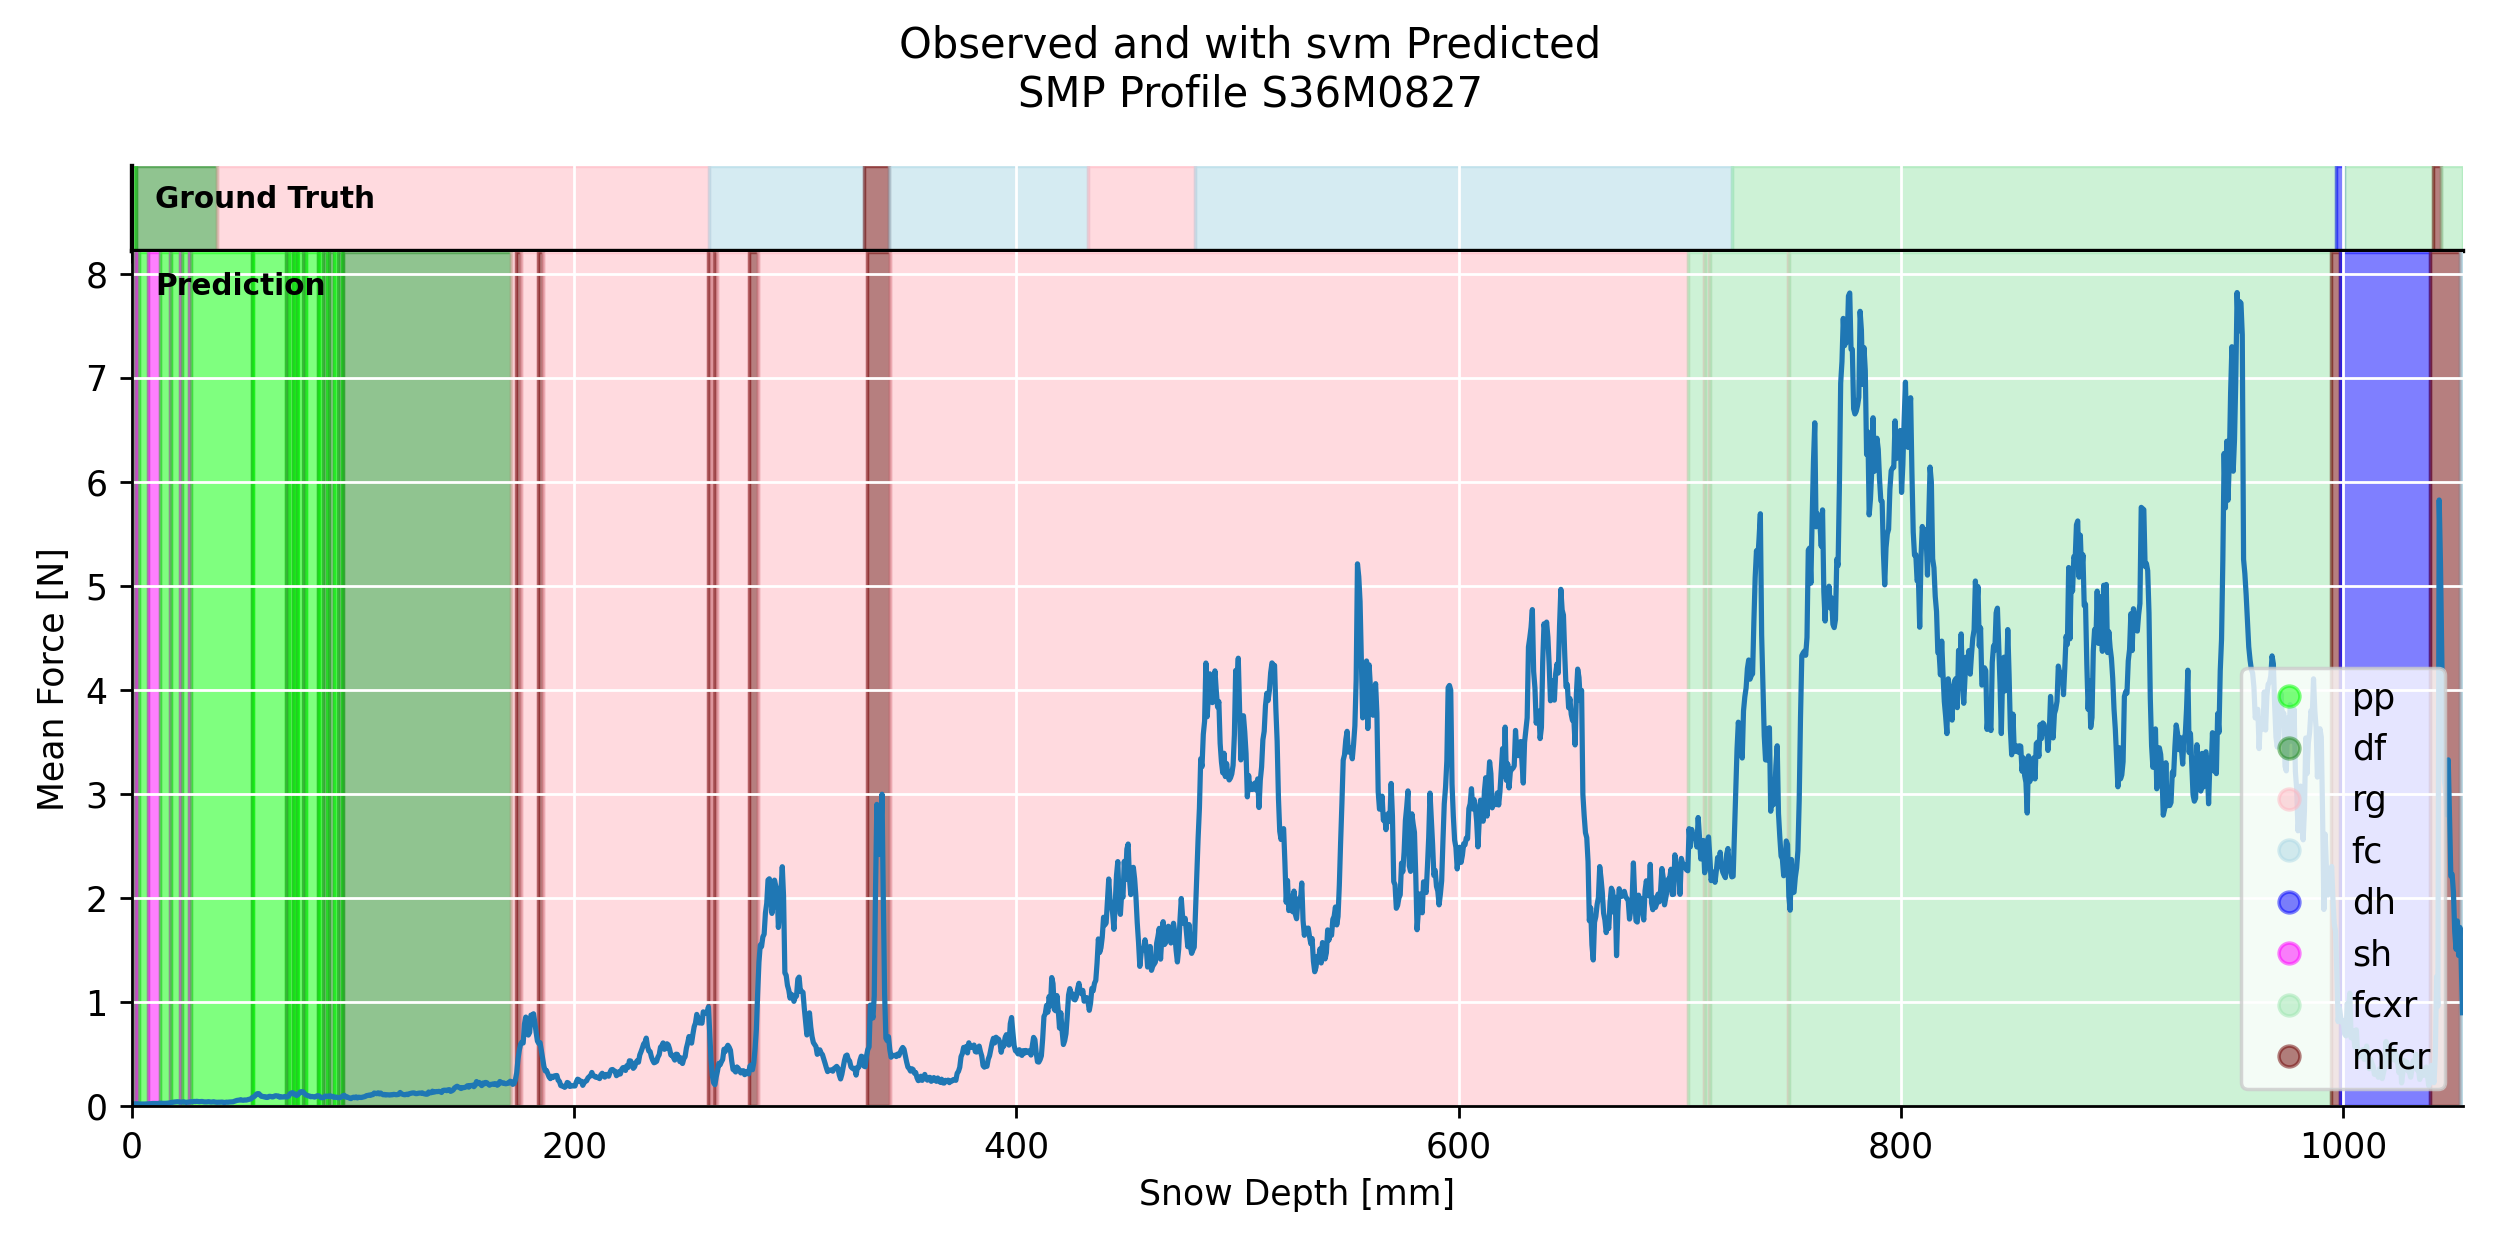 Observed and with svm Predicted
SMP Profile S36M0827
Ground Truth
Prediction
8
7
6
5
4
3
2
1
0
Mean Force [N]
0 200 400 600 800 1000
Snow Depth [mm]
pp
df
rg
fc
dh
sh
fcxr
mfcr